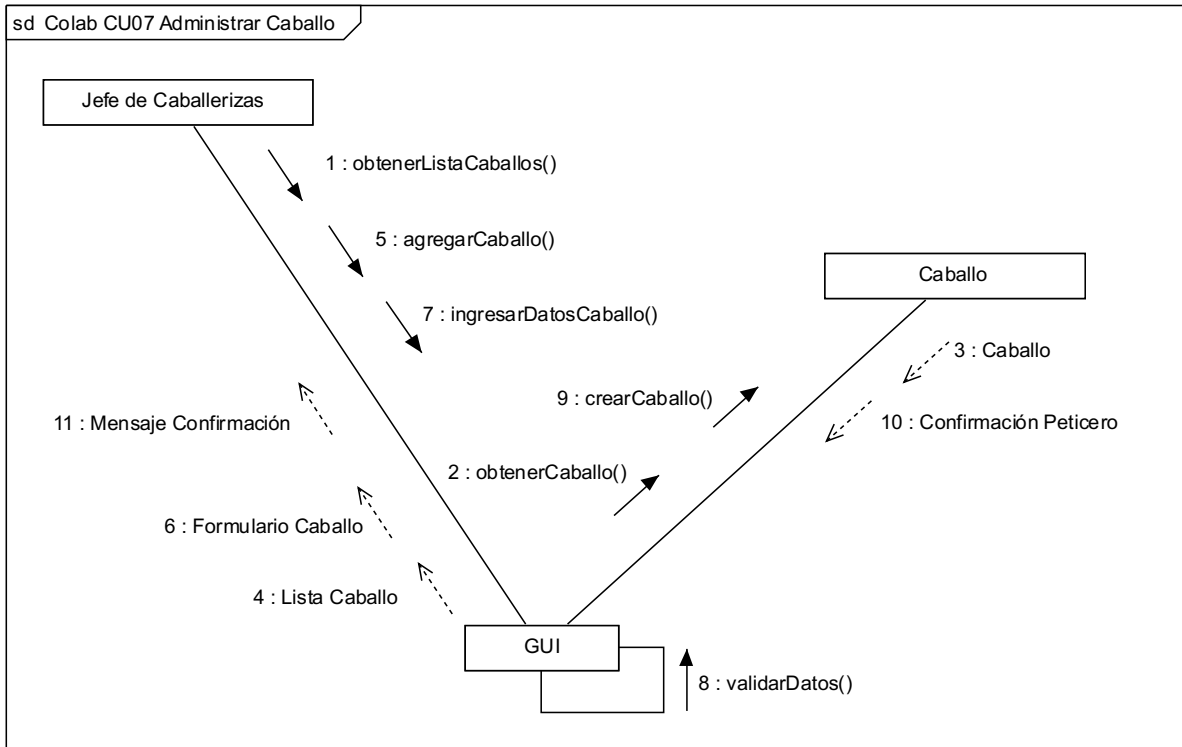 sd Colab CU07 Administrar Caballo
Jefe de Caballerizas
1 : obtenerListaCaballos()
5 : agregarCaballo()
Caballo
7 : ingresarDatosCaballo()
3 : Caballo
9 : crearCaballo()
11 : Mensaje Confirmación
10 : Confirmación Peticero
2 : obtenerCaballo()
6 : Formulario Caballo
4 : Lista Caballo
GUI
8 : validarDatos()